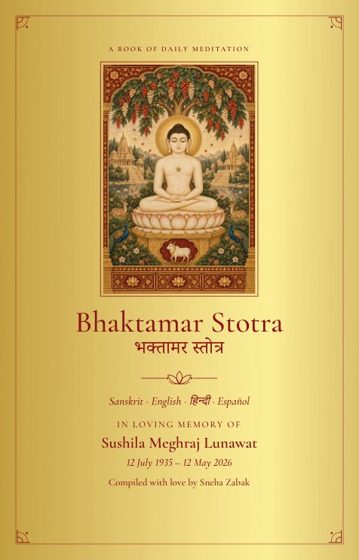 A BOOK OF DAILY MEDITATION
Bhaktamar Stotra
भक्तामर स्तोत्र
Sanskrit · English · हिन्दी · Español
IN LOVING MEMORY OF
Sushila Meghraj Lunawat
12 July 1935 – 12 May 2026
Compiled with love by Sneha Zabak